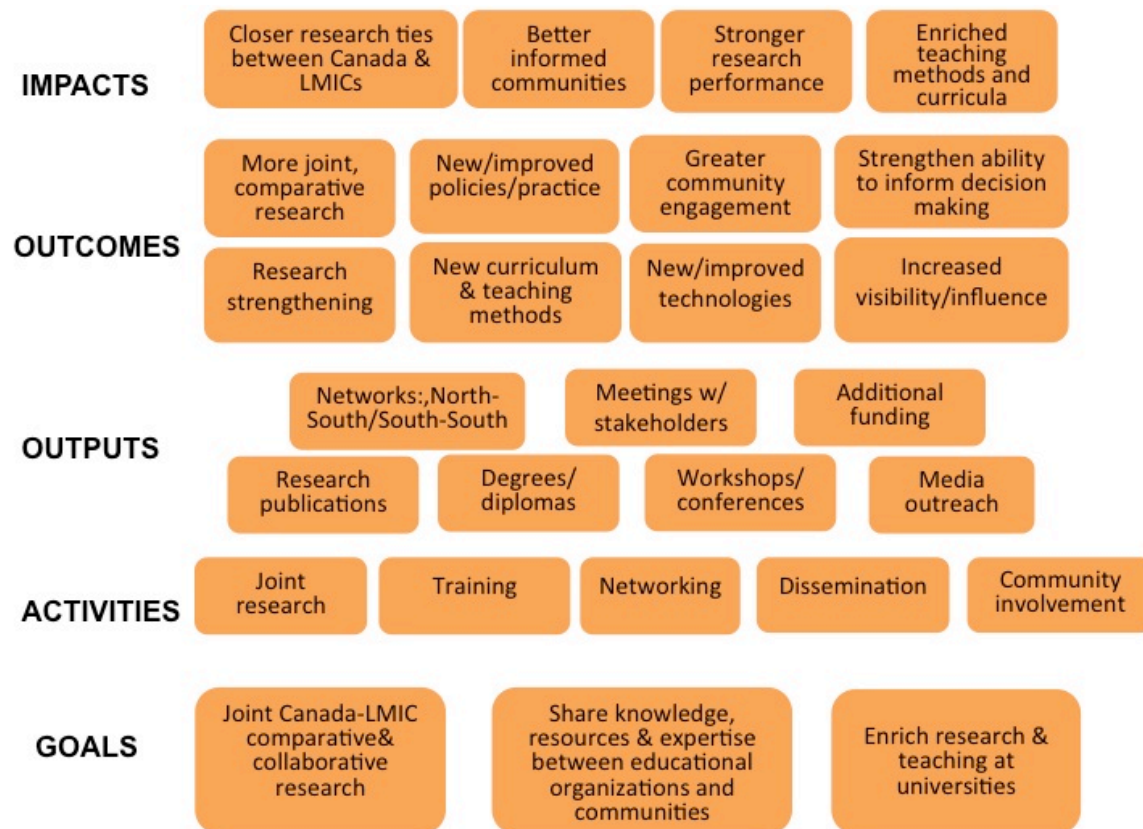 IMPACTS
Closer research ties
between Canada &
LMICs
Better
informed
communities
Stronger
research
performance
Enriched
teaching
methods and
curricula
OUTCOMES
More joint,
comparative
research
New/improved
policies/practice
Greater
community
engagement
Strengthen ability
to inform decision
making
Research
strengthening
New curriculum
& teaching
methods
New/improved
technologies
Increased
visibility/influence
OUTPUTS
Networks:,North-
South/South-South
Meetings w/
stakeholders
Additional
funding
Research
publications
Degrees/
diplomas
Workshops/
conferences
Media
outreach
ACTIVITIES
Joint
research
Training
Networking
Dissemination
Community
involvement
GOALS
Joint Canada-LMIC
comparative&
collaborative
research
Share knowledge,
resources & expertise
between educational
organizations and
communities
Enrich research &
teaching at
universities